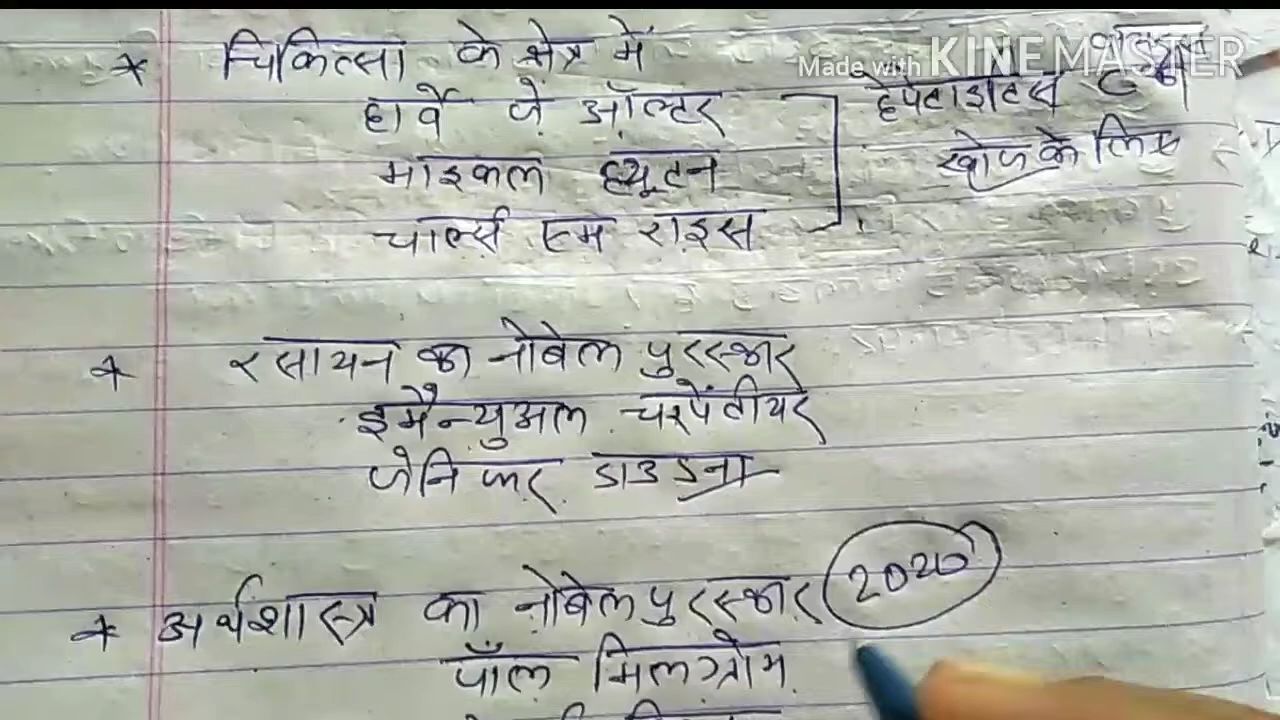 * चिकित्सा के क्षेत्र में
हार्वे जे ऑल्टर
माइकल ह्यूटन
चार्ल्स एम राइस
हेपेटाइटिस C की
खोज के लिए
Made with KINEMASTER
* रसायन का नोबेल पुरस्कार
इमैन्युअल चरपेंतीयर
जेनिफर डाउडना
* अर्थशास्त्र का नोबेल पुरस्कार 2020
पॉल मिलग्रोम